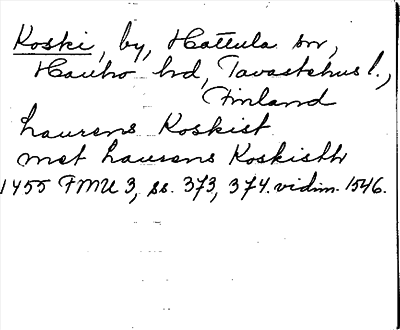 Koski, by, Hattula sn,
Hauho hd, Tavastehus l.,
Finland
laurens Koskist
met laurens Koskisth
1455 FMU 3, ss. 373, 374. vidim. 1546.